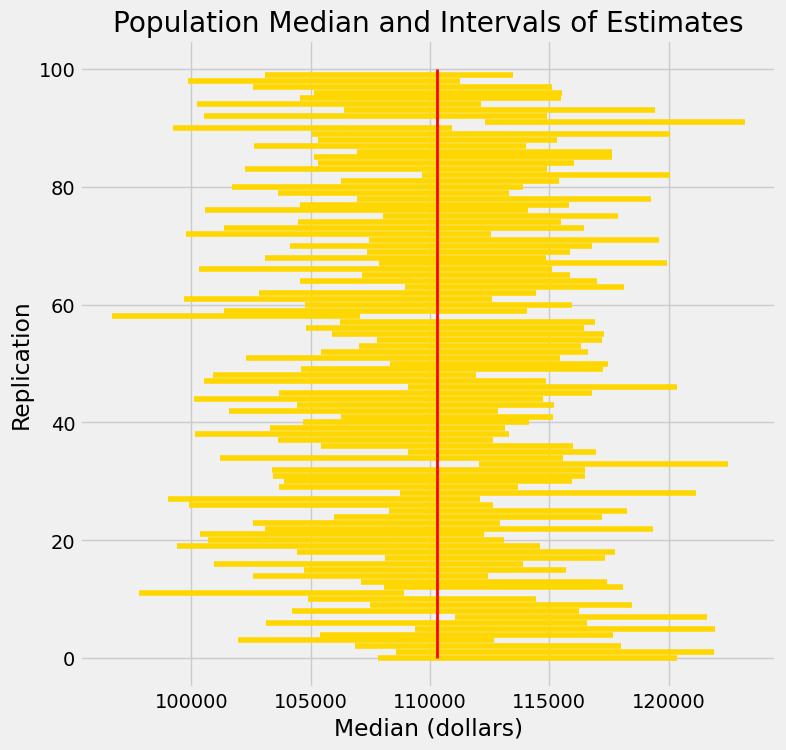 Population Median and Intervals of Estimates
100
80
60
40
20
0
Replication
100000 105000 110000 115000 120000
Median (dollars)